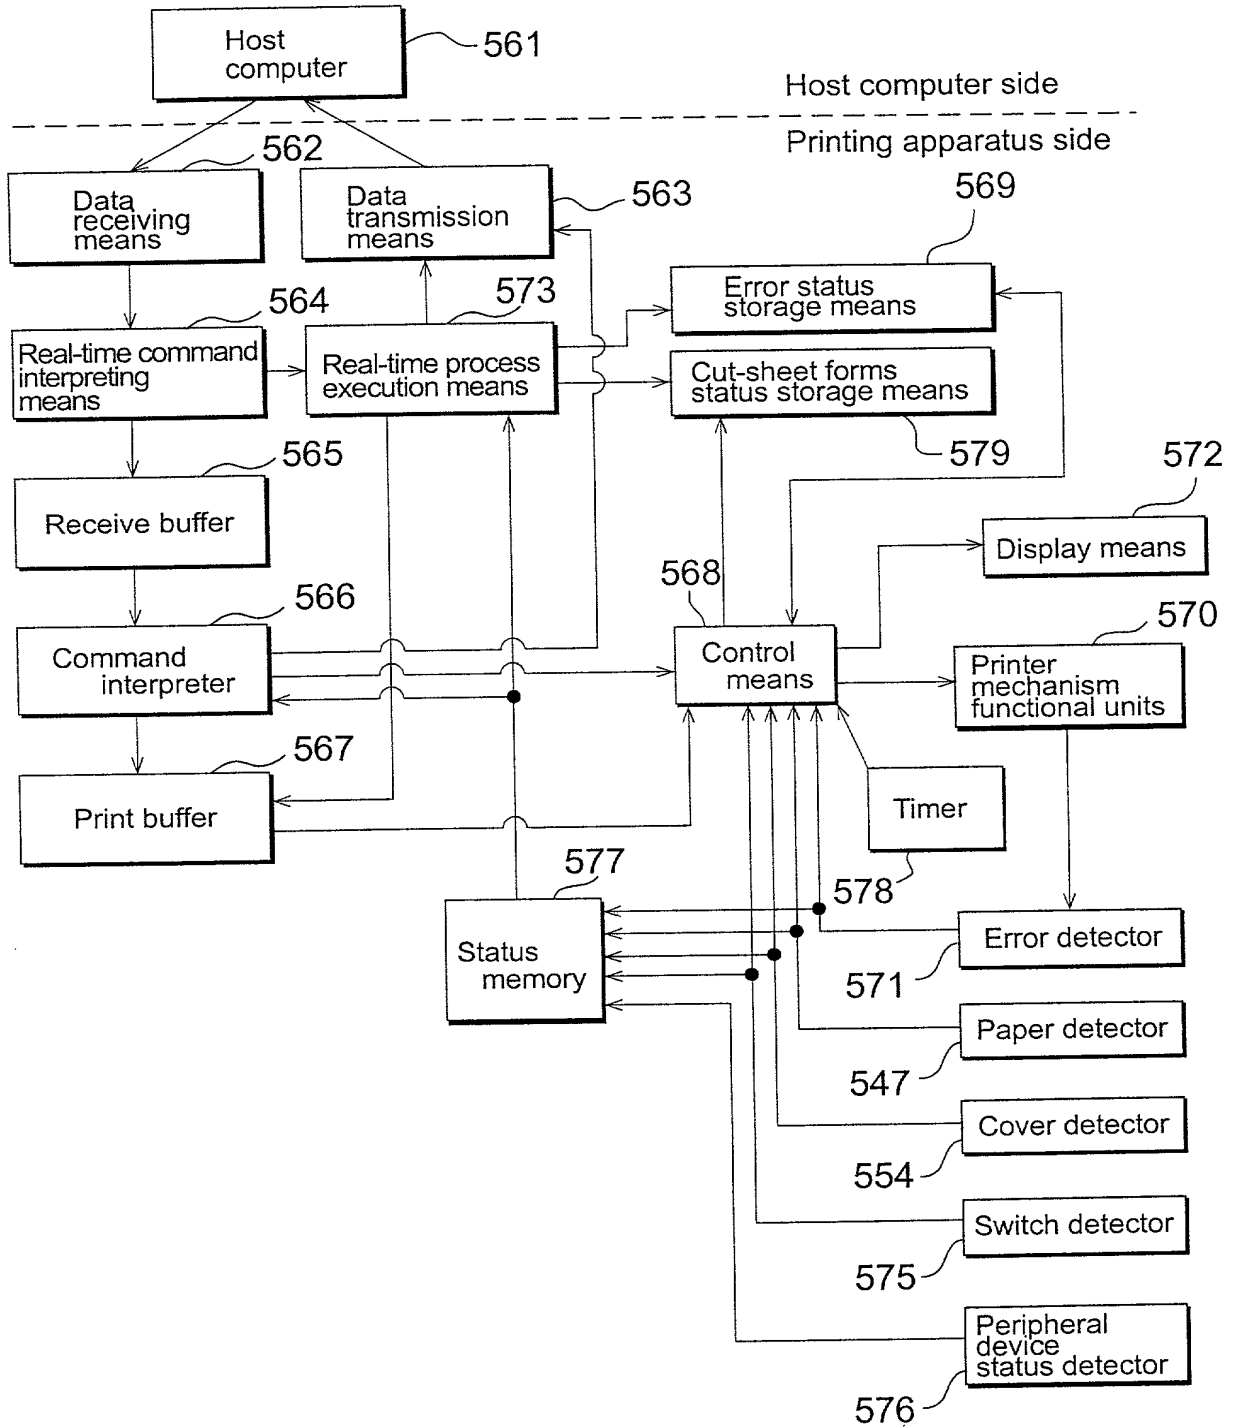 Host
computer
561
Host computer side
Printing apparatus side
562
Data
receiving
means
Data
transmission
means
563
569
Error status
storage means
564
573
Real-time command
interpreting
means
Real-time process
execution means
Cut-sheet forms
status storage means
579
565
572
Receive buffer
Display means
568
566
570
Command
interpreter
Control
means
Printer
mechanism
functional units
567
Print buffer
Timer
578
577
Status
memory
Error detector
571
Paper detector
547
Cover detector
554
Switch detector
575
Peripheral
device
status detector
576